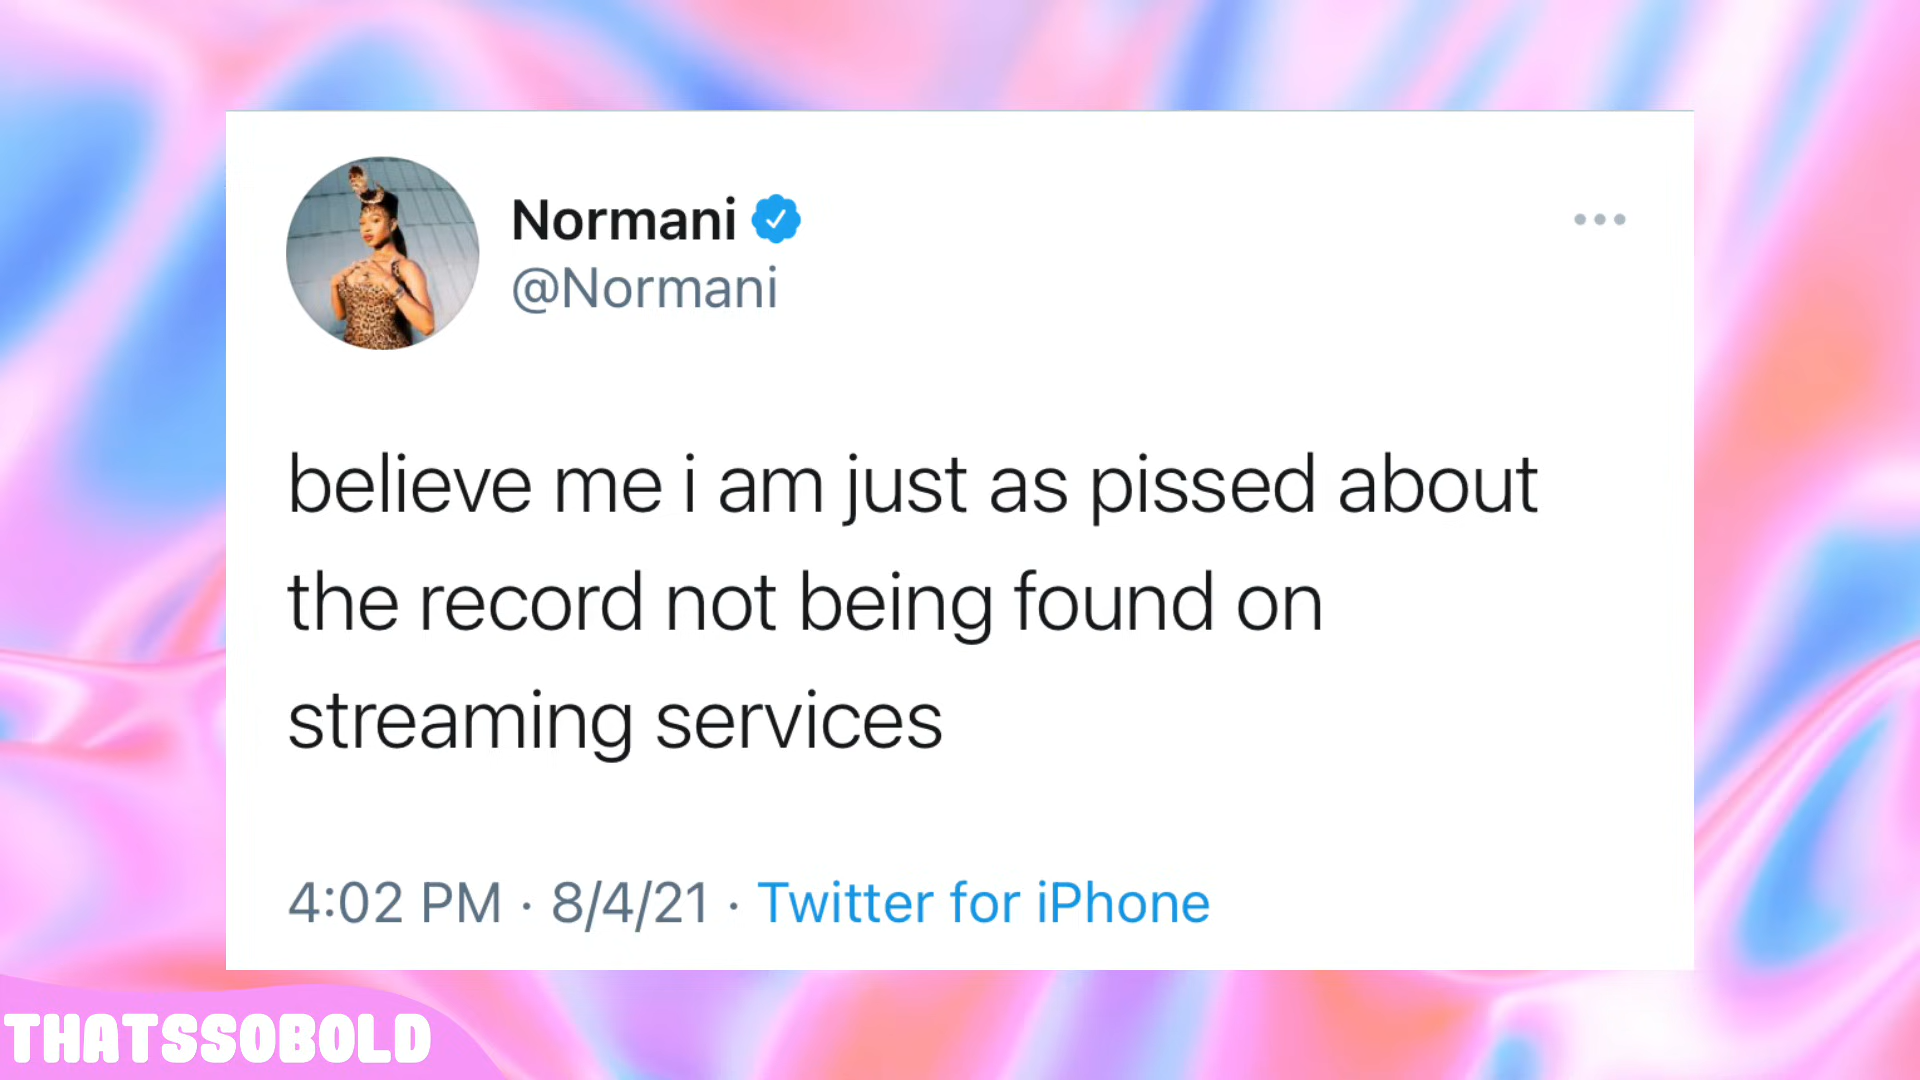 Normani
@Normani
believe me i am just as pissed about
the record not being found on
streaming services
4:02 PM · 8/4/21 · Twitter for iPhone
THATSSOBOLD